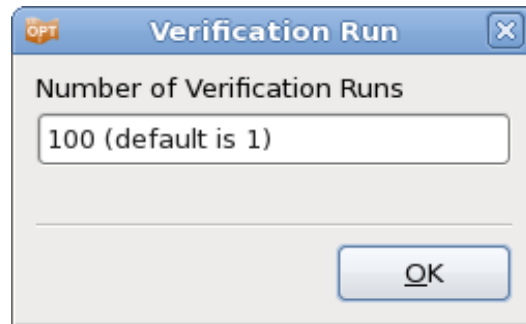 OPT
Verification Run
Number of Verification Runs
100 (default is 1)
OK